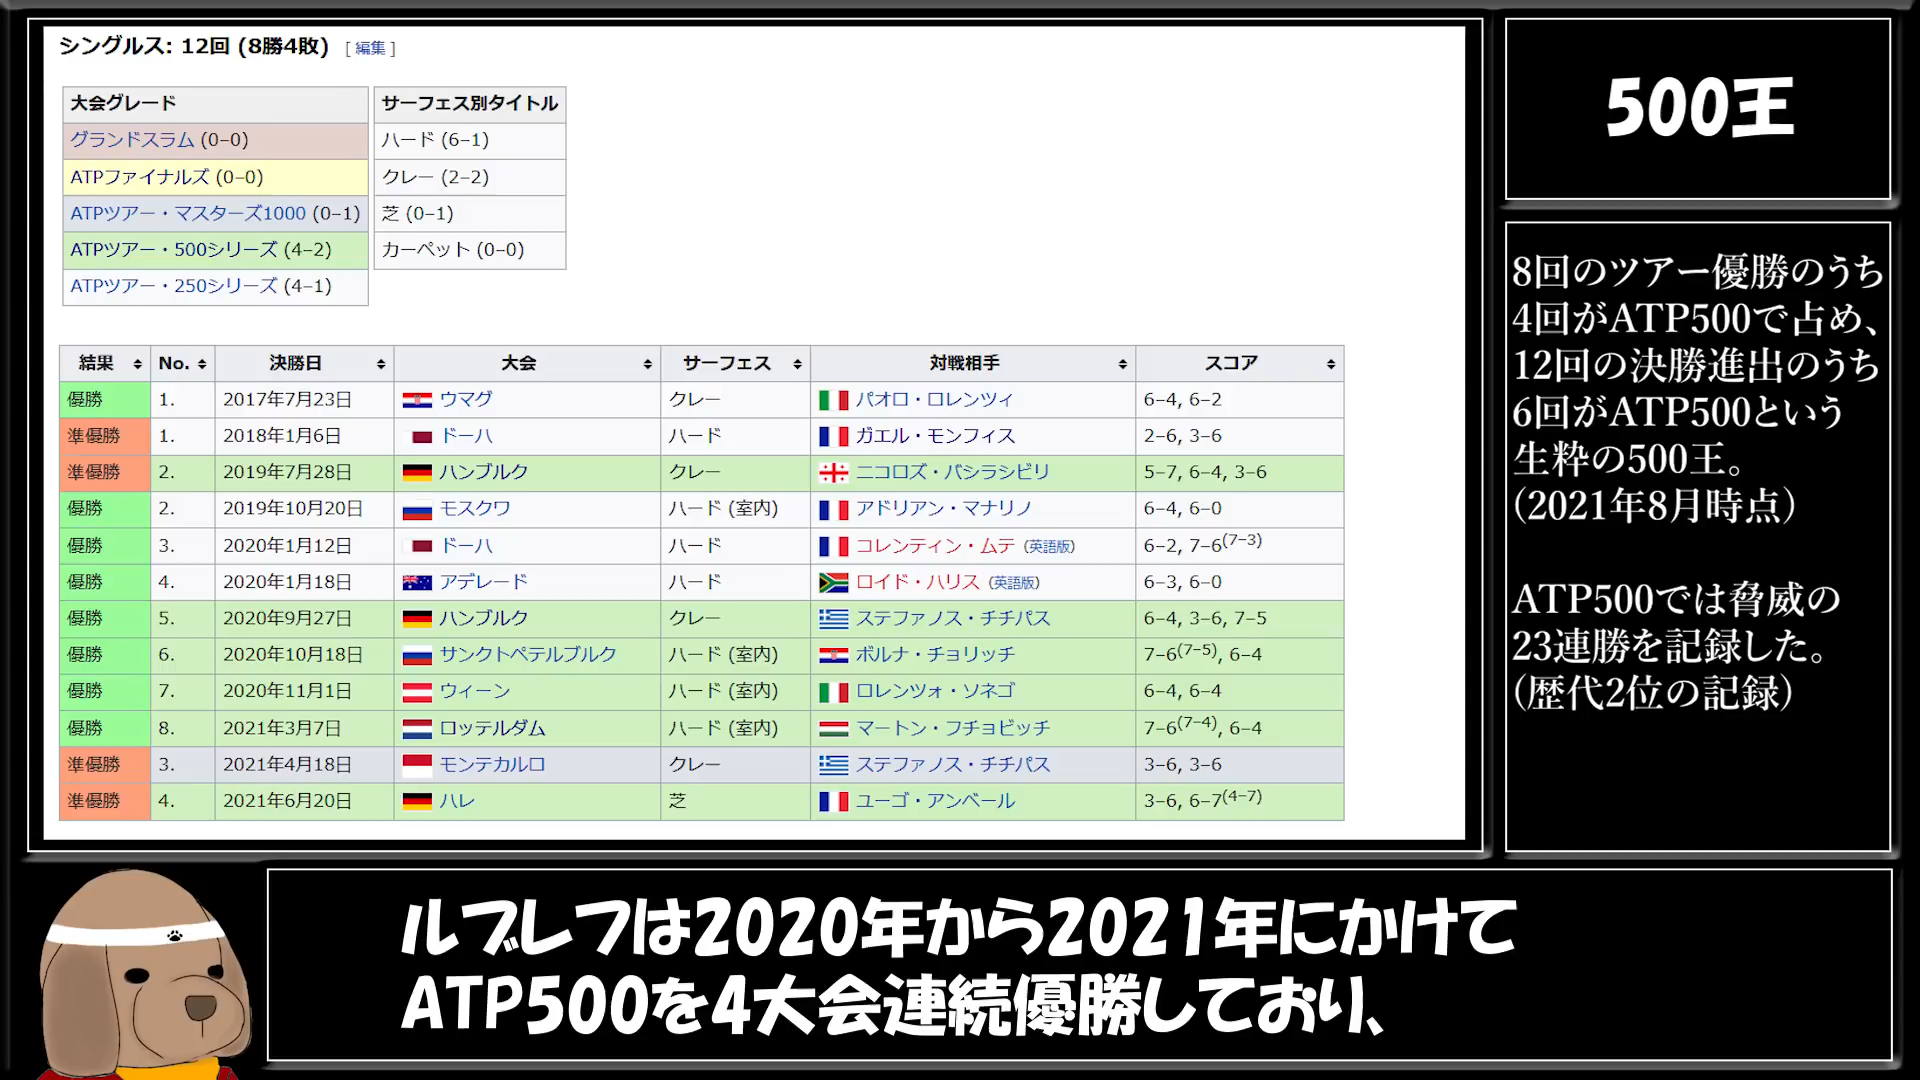 シングルス: 12回 (8勝4敗) [ 編集 ]
大会グレード
グランドスラム (0–0)
ATPファイナルズ (0–0)
ATPツアー・マスターズ1000 (0–1)
ATPツアー・500シリーズ (4–2)
ATPツアー・250シリーズ (4–1)
サーフェス別タイトル
ハード (6–1)
クレー (2–2)
芝 (0–1)
カーペット (0–0)
結果 No. 決勝日 大会 サーフェス 対戦相手 スコア
優勝 1. 2017年7月23日 ウマグ クレー パオロ・ロレンツィ 6–4, 6–2
準優勝 1. 2018年1月6日 ドーハ ハード ガエル・モンフィス 2–6, 3–6
準優勝 2. 2019年7月28日 ハンブルク クレー ニコロズ・バシラシビリ 5–7, 6–4, 3–6
優勝 2. 2019年10月20日 モスクワ ハード (室内) アドリアン・マナリノ 6–4, 6–0
優勝 3. 2020年1月12日 ドーハ ハード コレンティン・ムテ (英語版) 6–2, 7–6(7–3)
優勝 4. 2020年1月18日 アデレード ハード ロイド・ハリス (英語版) 6–3, 6–0
優勝 5. 2020年9月27日 ハンブルク クレー ステファノス・チチパス 6–4, 3–6, 7–5
優勝 6. 2020年10月18日 サンクトペテルブルク ハード (室内) ボルナ・チョリッチ 7–6(7–5), 6–4
優勝 7. 2020年11月1日 ウィーン ハード (室内) ロレンツォ・ソネゴ 6–4, 6–4
優勝 8. 2021年3月7日 ロッテルダム ハード (室内) マートン・フチョビッチ 7–6(7–4), 6–4
準優勝 3. 2021年4月18日 モンテカルロ クレー ステファノス・チチパス 3–6, 3–6
準優勝 4. 2021年6月20日 ハレ 芝 ユーゴ・アンベール 3–6, 6–7(4–7)
500王
8回のツアー優勝のうち
4回がATP500で占め、
12回の決勝進出のうち
6回がATP500という
生粋の500王。
(2021年8月時点)
ATP500では脅威の
23連勝を記録した。
(歴代2位の記録)
ルブレフは2020年から2021年にかけて
ATP500を4大会連続優勝しており、